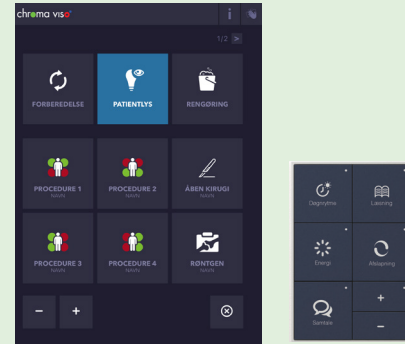 chroma viso
1/2 >
FORBEREDELSE
PATIENTLYS
RENGØRING
PROCEDURE 1
NAVN
PROCEDURE 2
NAVN
ÅBEN KIRUGI
NAVN
PROCEDURE 3
NAVN
PROCEDURE 4
NAVN
RØNTGEN
NAVN
- +
Døgnrytme
Læsning
Energi
Afslapning
Samtale
+
-